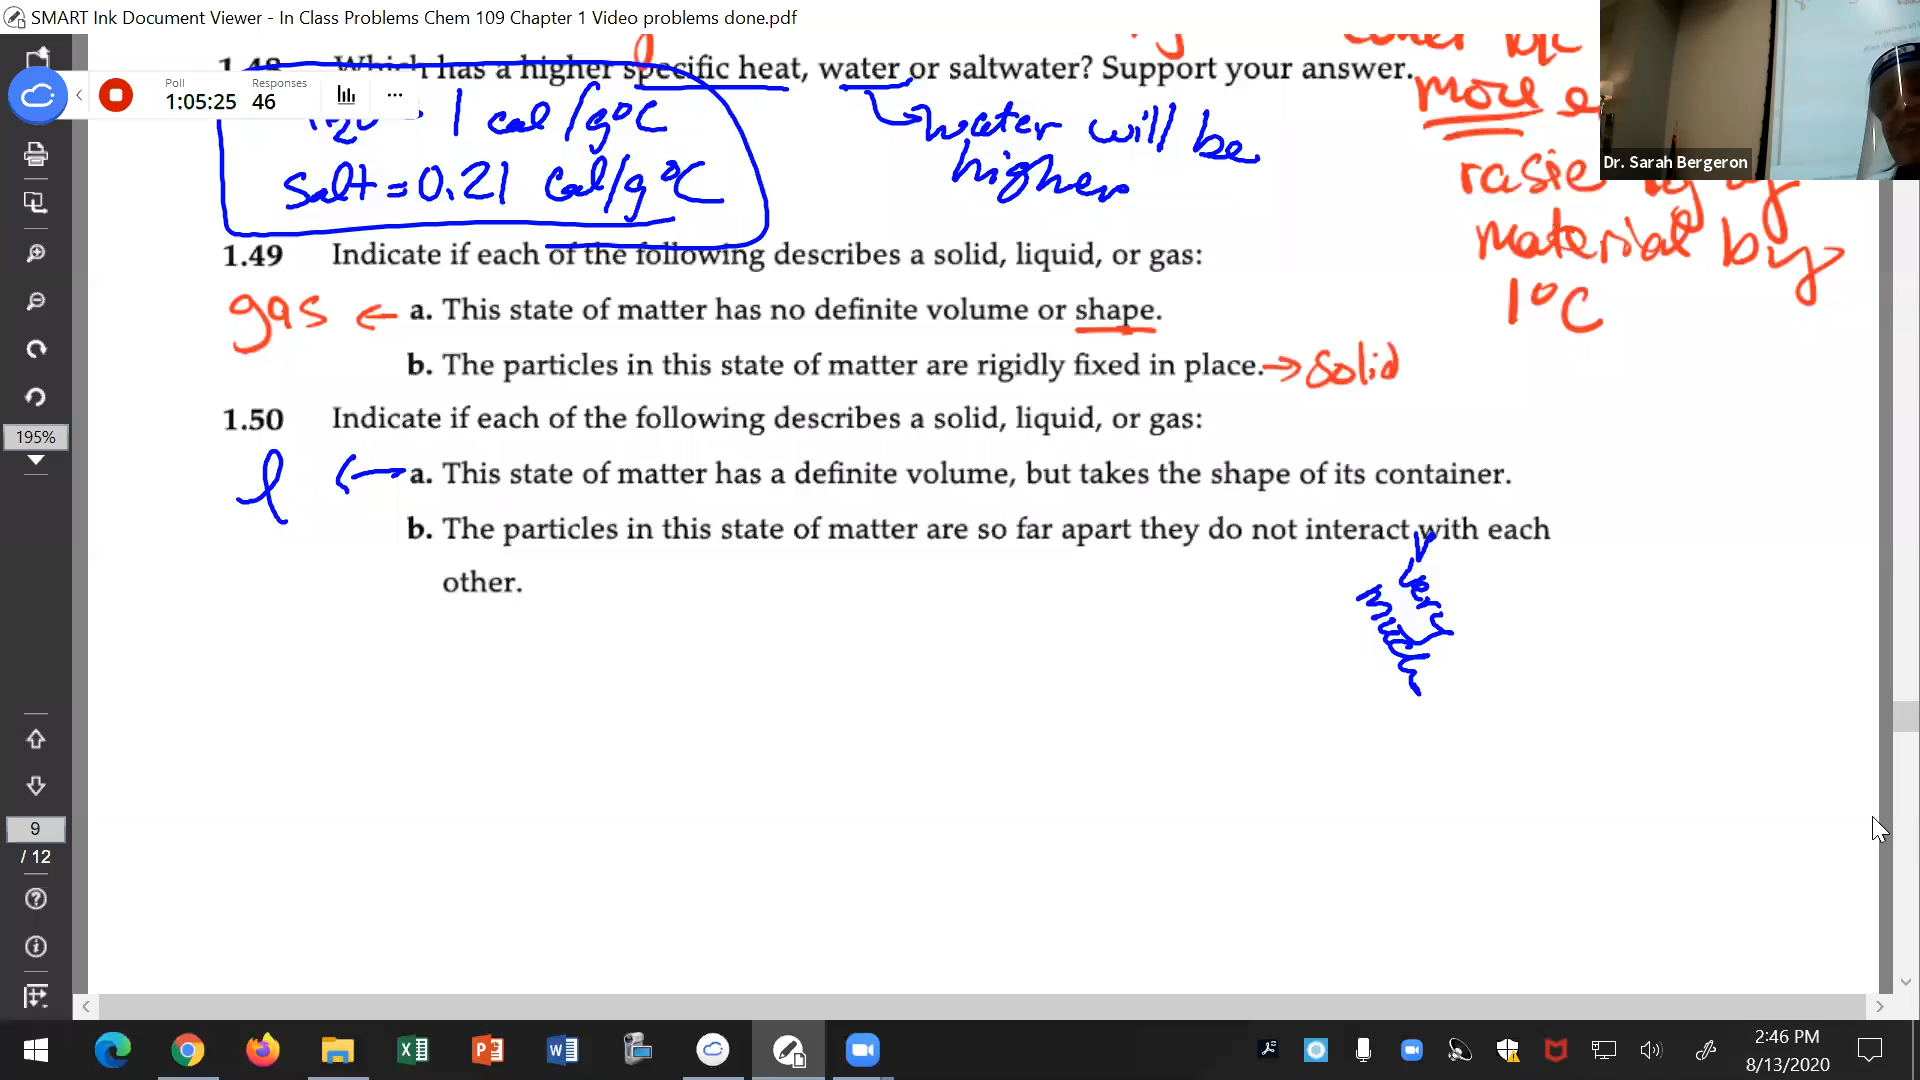 SMART Ink Document Viewer - In Class Problems Chem 109 Chapter 1 Video problems done.pdf
Poll
1:05:25
Responses
46
Which has a higher specific heat, water or saltwater? Support your answer.
more e
= 1 cal/g°C
water will be
higher
salt = 0.21 cal/g°C
Dr. Sarah Bergeron
rasie
material by
1°C
1.49 Indicate if each of the following describes a solid, liquid, or gas:
gas ← a. This state of matter has no definite volume or shape.
b. The particles in this state of matter are rigidly fixed in place. → solid
1.50 Indicate if each of the following describes a solid, liquid, or gas:
l ← a. This state of matter has a definite volume, but takes the shape of its container.
b. The particles in this state of matter are so far apart they do not interact with each
other.
very
much
195%
9
/ 12
2:46 PM
8/13/2020